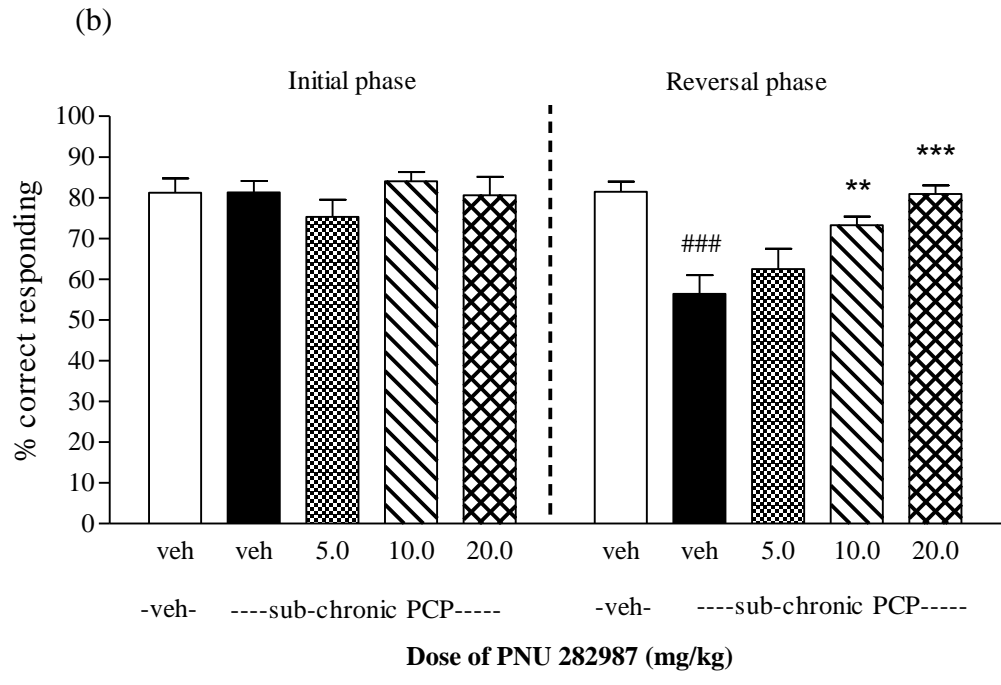 (b)
Initial phase Reversal phase
100
90
80
70
60
50
40
30
20
10
0
% correct responding
###
**
***
veh veh 5.0 10.0 20.0 veh veh 5.0 10.0 20.0
-veh- ----sub-chronic PCP----- -veh- ----sub-chronic PCP-----
Dose of PNU 282987 (mg/kg)